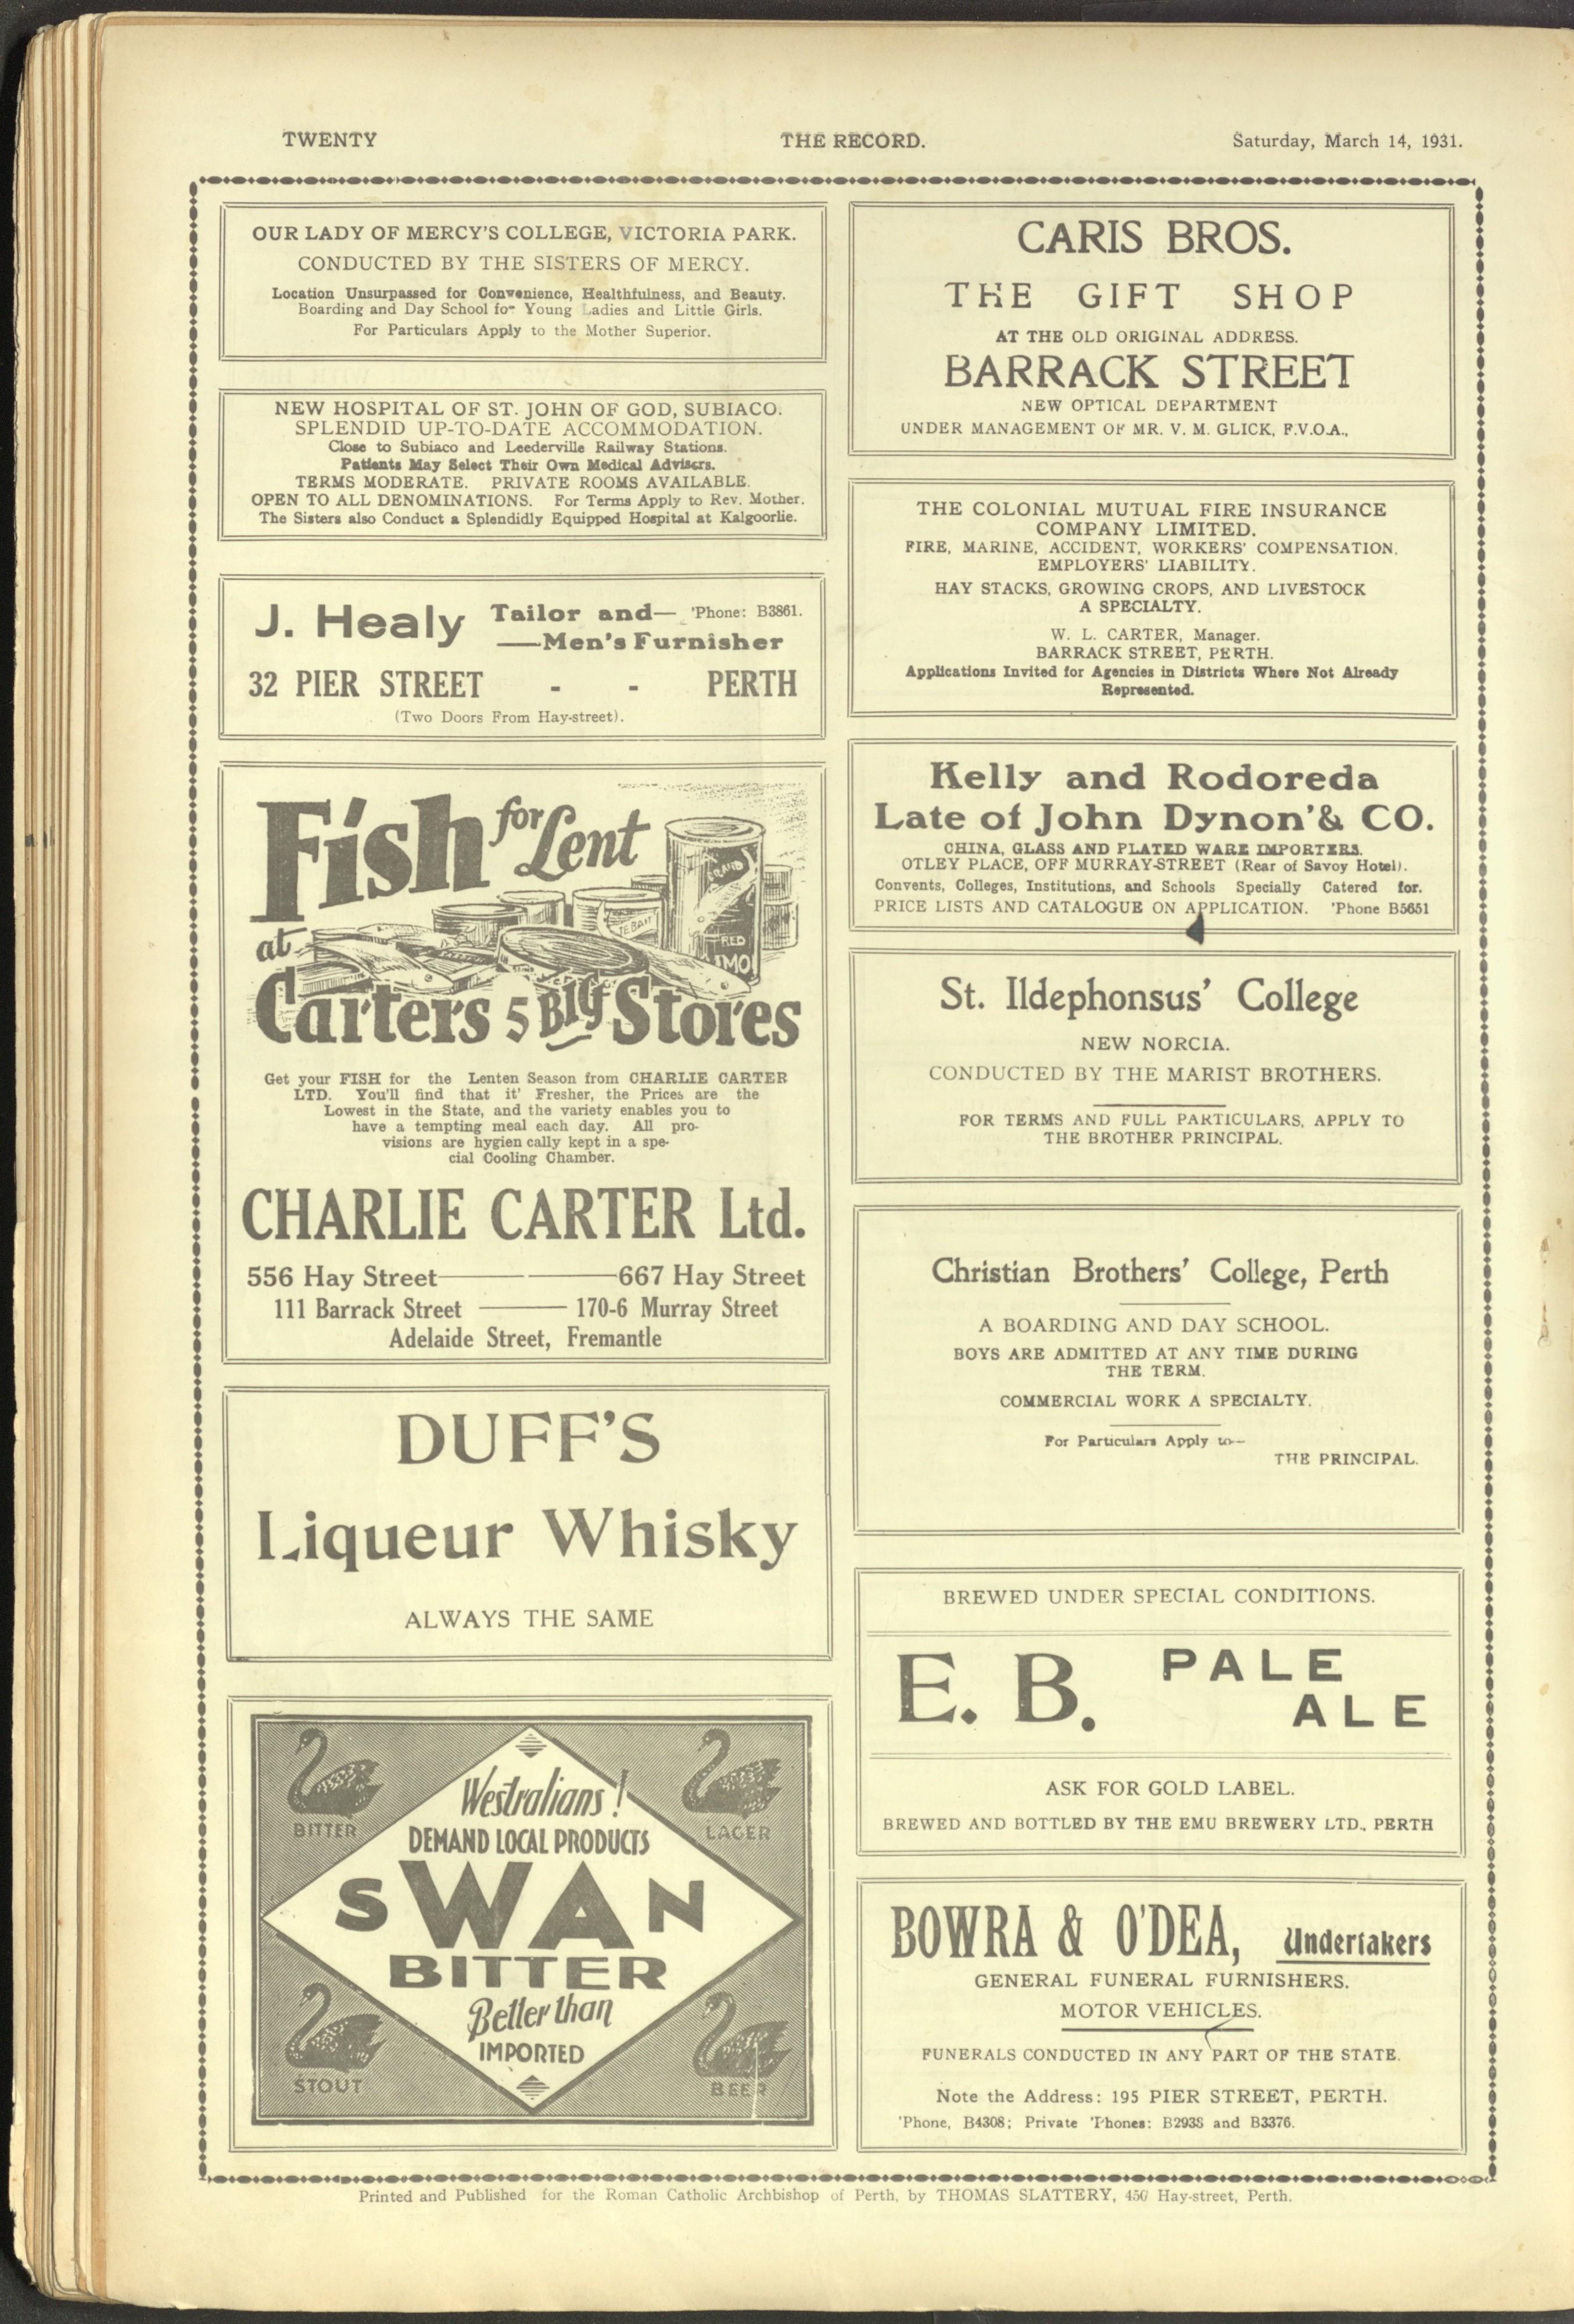 TWENTY
THE RECORD.
Saturday, March 14, 1931.
OUR LADY OF MERCY'S COLLEGE, VICTORIA PARK.
CONDUCTED BY THE SISTERS OF MERCY.
Location Unsurpassed for Convenience, Healthfulness, and Beauty.
Boarding and Day School for Young Ladies and Little Girls.
For Particulars Apply to the Mother Superior.
NEW HOSPITAL OF ST. JOHN OF GOD, SUBIACO.
SPLENDID UP-TO-DATE ACCOMMODATION.
Close to Subiaco and Leederville Railway Stations.
Patients May Select Their Own Medical Advisers.
TERMS MODERATE. PRIVATE ROOMS AVAILABLE.
OPEN TO ALL DENOMINATIONS. For Terms Apply to Rev. Mother.
The Sisters also Conduct a Splendidly Equipped Hospital at Kalgoorlie.
J. Healy Tailor and— 'Phone: B3861.
—Men's Furnisher
32 PIER STREET - - PERTH
(Two Doors From Hay-street).
Fish for Lent
at
Carters 5 Big Stores
Get your FISH for the Lenten Season from CHARLIE CARTER
LTD. You'll find that it' Fresher, the Prices are the
Lowest in the State, and the variety enables you to
have a tempting meal each day. All pro-
visions are hygien cally kept in a spe-
cial Cooling Chamber.
CHARLIE CARTER Ltd.
556 Hay Street— —667 Hay Street
111 Barrack Street — 170-6 Murray Street
Adelaide Street, Fremantle
DUFF'S
Liqueur Whisky
ALWAYS THE SAME
BITTER
LAGER
Westralians!
DEMAND LOCAL PRODUCTS
SWAN
BITTER
Better than
IMPORTED
STOUT
BEER
CARIS BROS.
THE GIFT SHOP
AT THE OLD ORIGINAL ADDRESS.
BARRACK STREET
NEW OPTICAL DEPARTMENT
UNDER MANAGEMENT OF MR. V. M. GLICK, F.V.O.A.,
THE COLONIAL MUTUAL FIRE INSURANCE
COMPANY LIMITED.
FIRE, MARINE, ACCIDENT, WORKERS' COMPENSATION.
EMPLOYERS' LIABILITY.
HAY STACKS, GROWING CROPS, AND LIVESTOCK
A SPECIALTY.
W. L. CARTER, Manager.
BARRACK STREET, PERTH.
Applications Invited for Agencies in Districts Where Not Already
Represented.
Kelly and Rodoreda
Late of John Dynon'& CO.
CHINA, GLASS AND PLATED WARE IMPORTERS.
OTLEY PLACE, OFF MURRAY-STREET (Rear of Savoy Hotel).
Convents, Colleges, Institutions, and Schools Specially Catered for.
PRICE LISTS AND CATALOGUE ON APPLICATION. 'Phone B5651
St. Ildephonsus' College
NEW NORCIA.
CONDUCTED BY THE MARIST BROTHERS.
FOR TERMS AND FULL PARTICULARS, APPLY TO
THE BROTHER PRINCIPAL.
Christian Brothers' College, Perth
A BOARDING AND DAY SCHOOL.
BOYS ARE ADMITTED AT ANY TIME DURING
THE TERM.
COMMERCIAL WORK A SPECIALTY.
For Particulars Apply to—
THE PRINCIPAL.
BREWED UNDER SPECIAL CONDITIONS.
E. B. PALE
ALE
ASK FOR GOLD LABEL.
BREWED AND BOTTLED BY THE EMU BREWERY LTD., PERTH
BOWRA & O'DEA, Undertakers
GENERAL FUNERAL FURNISHERS.
MOTOR VEHICLES.
FUNERALS CONDUCTED IN ANY PART OF THE STATE.
Note the Address: 195 PIER STREET, PERTH.
'Phone, B4308; Private 'Phones: B2938 and B3376.
Printed and Published for the Roman Catholic Archbishop of Perth, by THOMAS SLATTERY, 450 Hay-street, Perth.